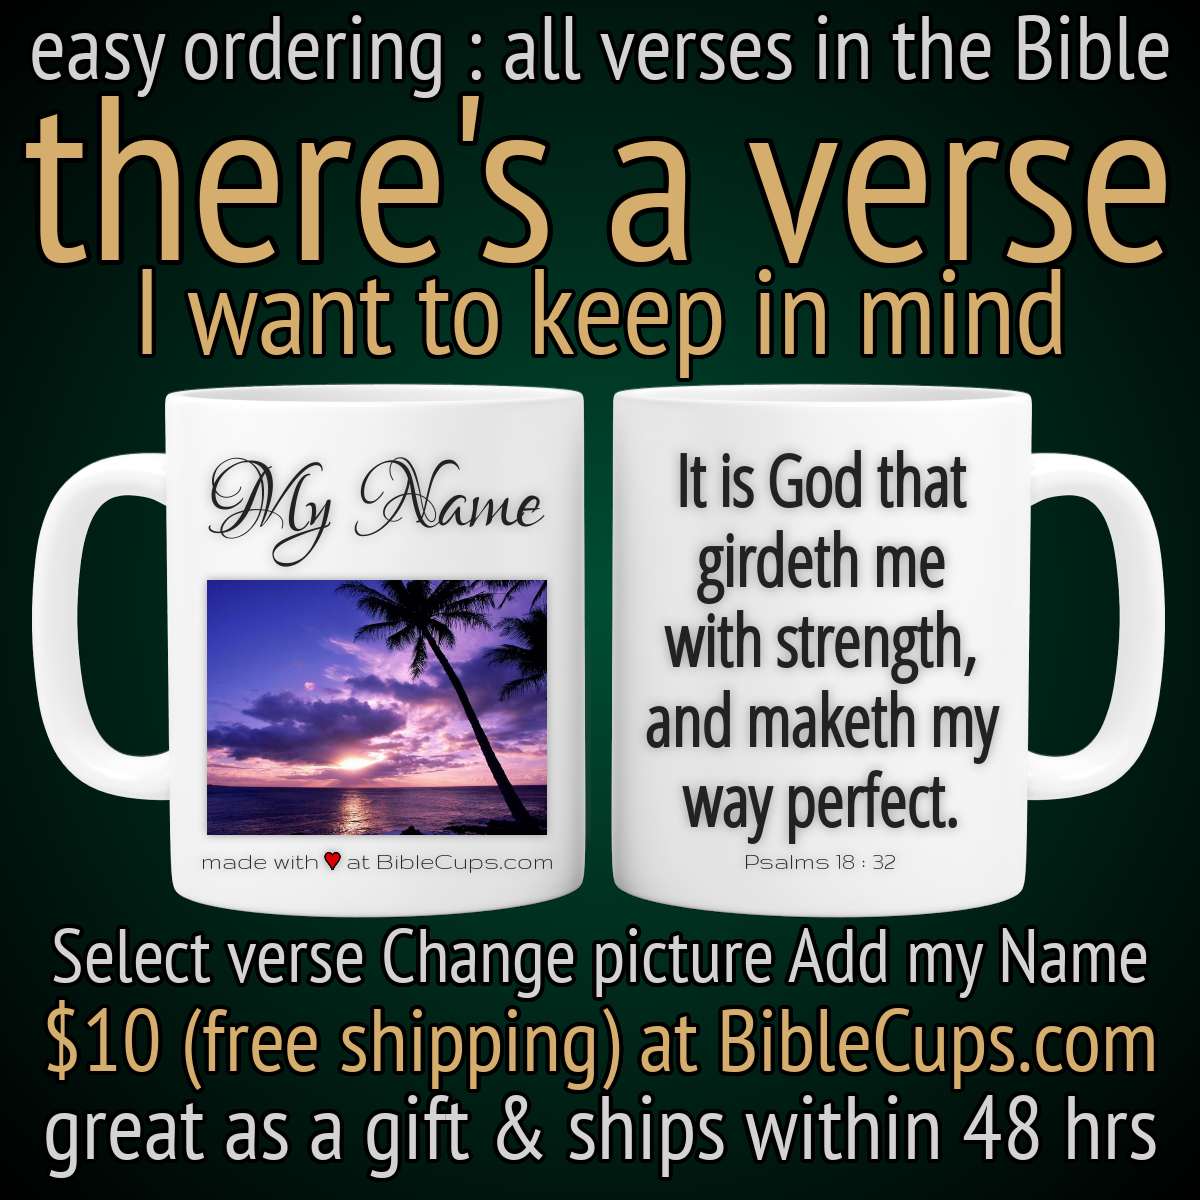 easy ordering : all verses in the Bible
there's a verse
I want to keep in mind
My Name
made with ♥ at BibleCups.com
It is God that
girdeth me
with strength,
and maketh my
way perfect.
Psalms 18 : 32
Select verse Change picture Add my Name
$10 (free shipping) at BibleCups.com
great as a gift & ships within 48 hrs